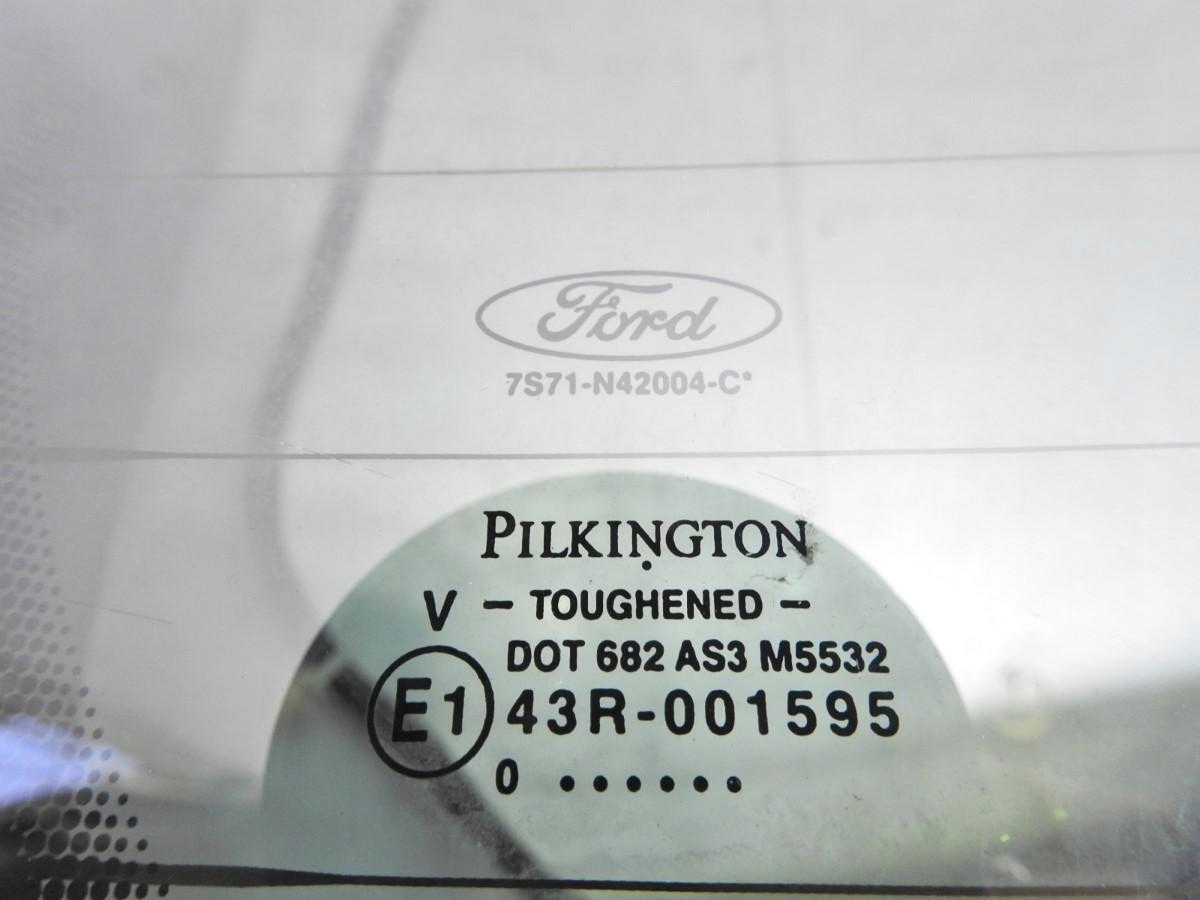 Ford
7S71-N42004-C*
PILKINGTON
V - TOUGHENED -
DOT 682 AS3 M5532
E1 43R-001595
0 ••••••